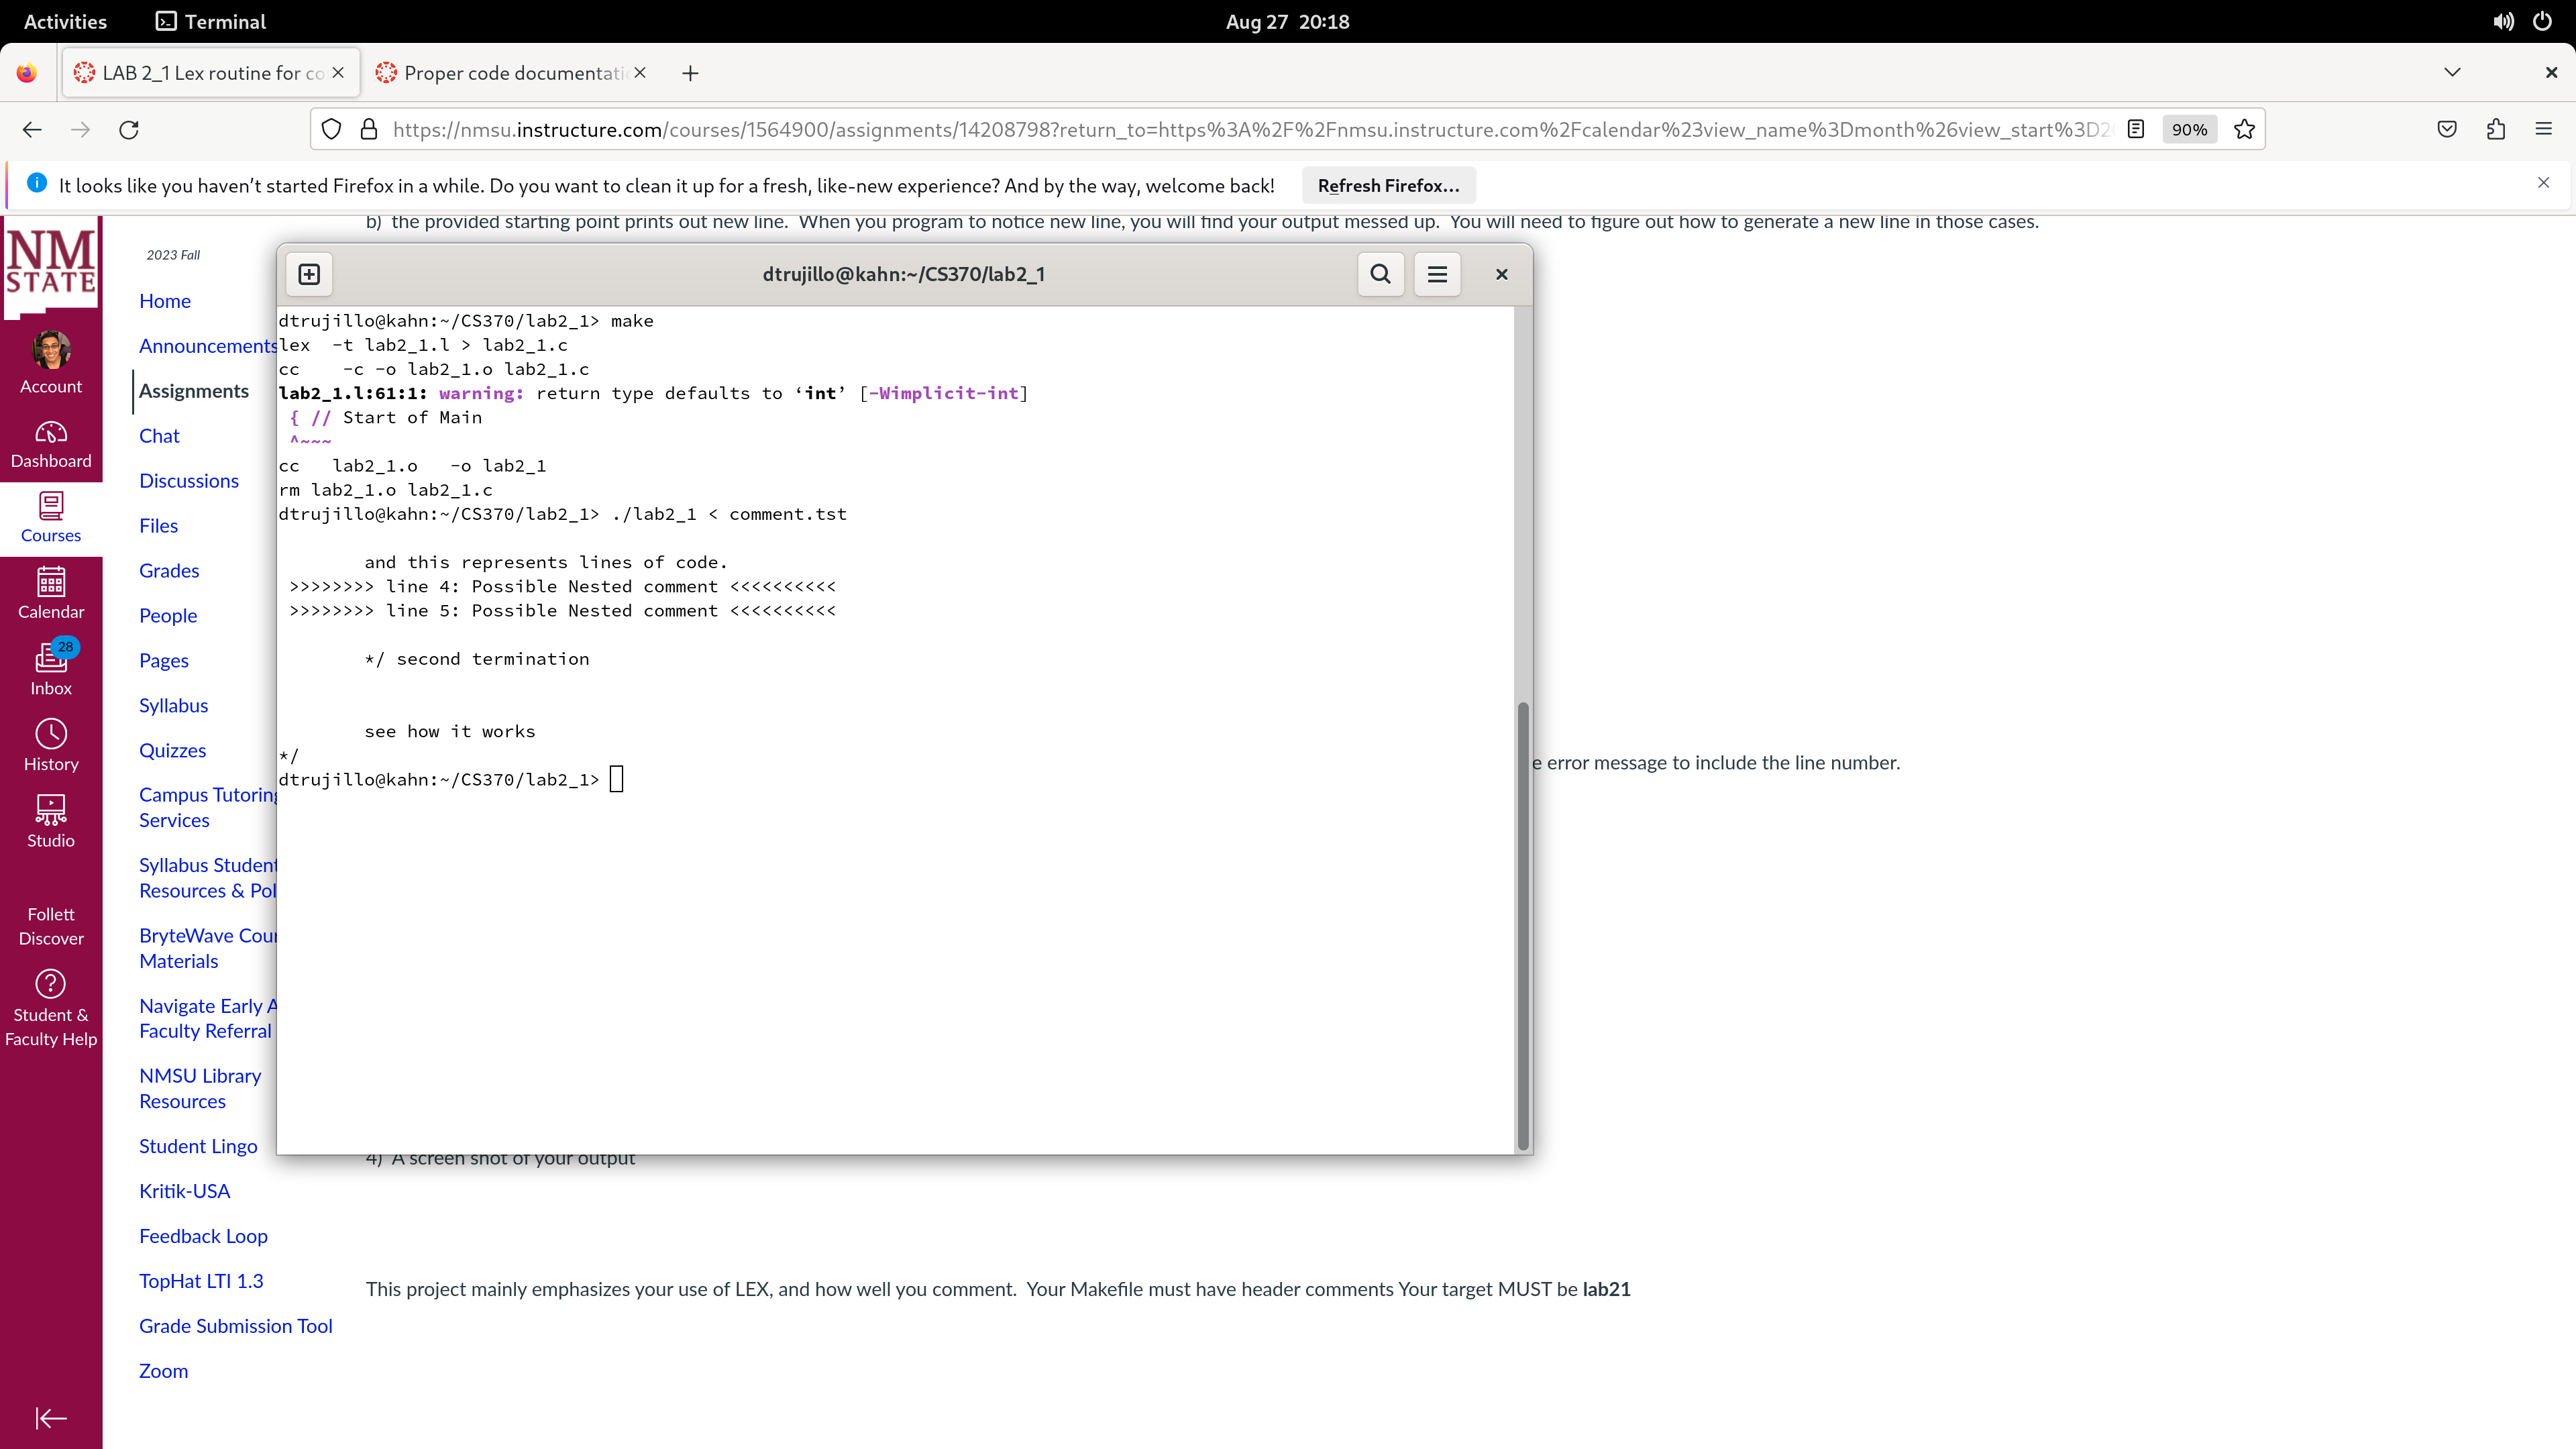 Activities Terminal Aug 27 20:18
LAB 2_1 Lex routine for co Proper code documentati
https://nmsu.instructure.com/courses/1564900/assignments/14208798?return_to=https%3A%2F%2Fnmsu.instructure.com%2Fcalendar%23view_name%3Dmonth%26view_start%3D2 90%
It looks like you haven't started Firefox in a while. Do you want to clean it up for a fresh, like-new experience? And by the way, welcome back! Refresh Firefox...
b) the provided starting point prints out new line. When you program to notice new line, you will find your output messed up. You will need to figure out how to generate a new line in those cases.
NM
STATE
Account
Dashboard
Courses
Calendar
28
Inbox
History
Studio
Follett
Discover
Student &
Faculty Help
2023 Fall
Home
Announcements
Assignments
Chat
Discussions
Files
Grades
People
Pages
Syllabus
Quizzes
Campus Tutoring
Services
Syllabus Student
Resources & Pol
BryteWave Cour
Materials
Navigate Early A
Faculty Referral
NMSU Library
Resources
Student Lingo
Kritik-USA
Feedback Loop
TopHat LTI 1.3
Grade Submission Tool
Zoom
dtrujillo@kahn:~/CS370/lab2_1
dtrujillo@kahn:~/CS370/lab2_1> make
lex  -t lab2_1.l > lab2_1.c
cc    -c -o lab2_1.o lab2_1.c
lab2_1.l:61:1: warning: return type defaults to ‘int’ [-Wimplicit-int]
 { // Start of Main
 ^~~~
cc   lab2_1.o   -o lab2_1
rm lab2_1.o lab2_1.c
dtrujillo@kahn:~/CS370/lab2_1> ./lab2_1 < comment.tst
and this represents lines of code.
 >>>>>>>> line 4: Possible Nested comment <<<<<<<<<<
 >>>>>>>> line 5: Possible Nested comment <<<<<<<<<<
*/ second termination
see how it works
*/
dtrujillo@kahn:~/CS370/lab2_1>
e error message to include the line number.
4) A screen shot of your output
This project mainly emphasizes your use of LEX, and how well you comment. Your Makefile must have header comments Your target MUST be lab21